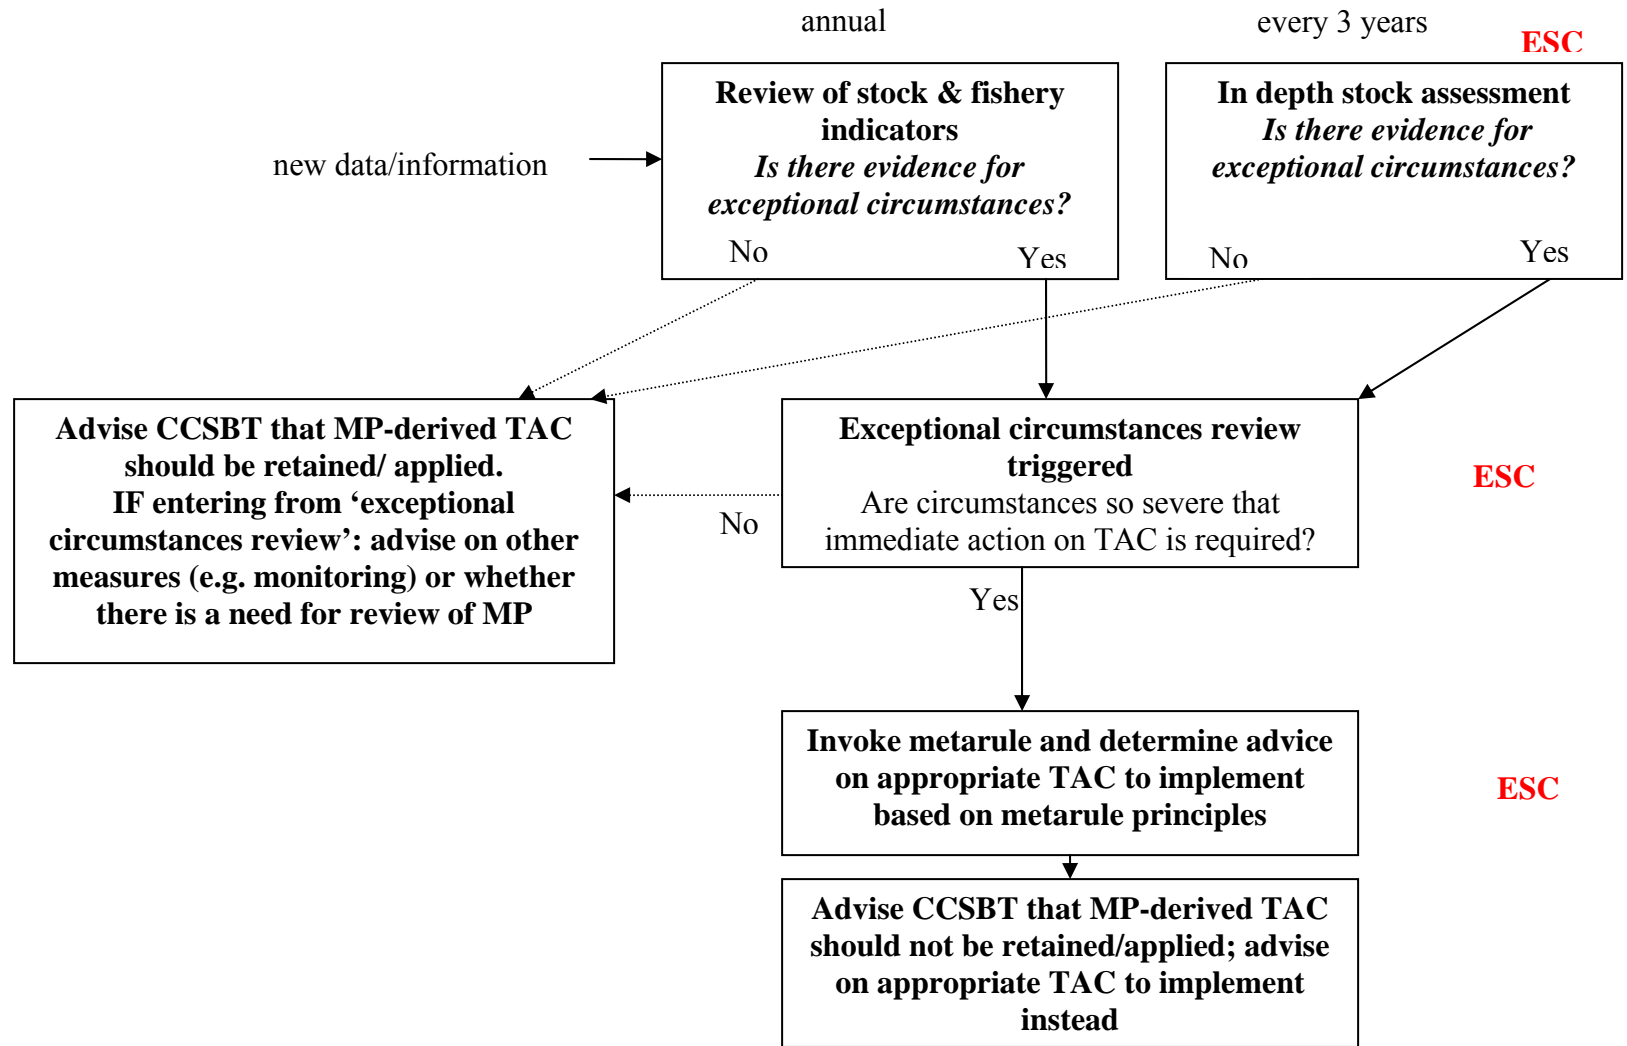 annual
every 3 years
ESC
Review of stock & fishery
indicators
Is there evidence for
exceptional circumstances?
No
Yes
In depth stock assessment
Is there evidence for
exceptional circumstances?
No
Yes
new data/information
Advise CCSBT that MP-derived TAC
should be retained/ applied.
IF entering from ‘exceptional
circumstances review’: advise on other
measures (e.g. monitoring) or whether
there is a need for review of MP
No
Exceptional circumstances review
triggered
Are circumstances so severe that
immediate action on TAC is required?
ESC
Yes
Invoke metarule and determine advice
on appropriate TAC to implement
based on metarule principles
ESC
Advise CCSBT that MP-derived TAC
should not be retained/applied; advise
on appropriate TAC to implement
instead